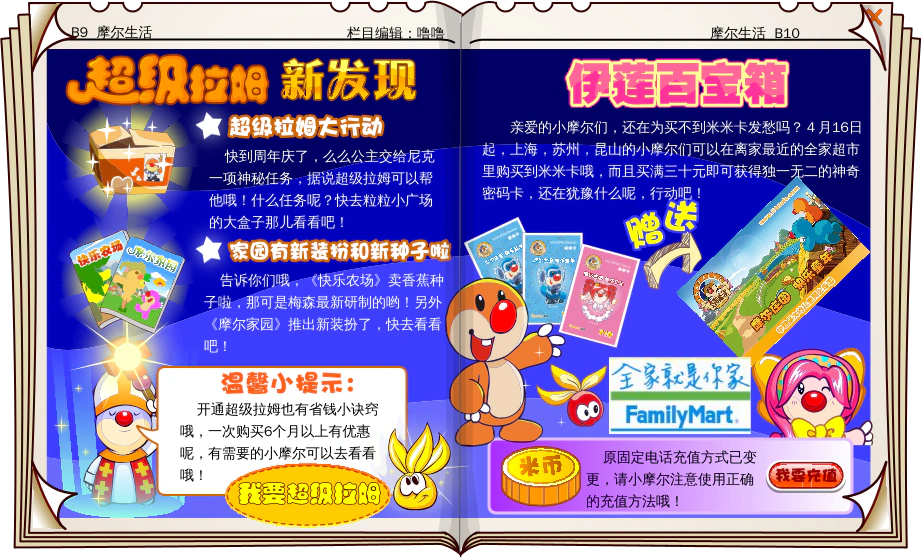 B9 摩尔生活
栏目编辑：噜噜
超级拉姆 新发现
超级拉姆大行动
快到周年庆了，么么公主交给尼克
一项神秘任务，据说超级拉姆可以帮
他哦！什么任务呢？快去粒粒小广场
的大盒子那儿看看吧！
家园有新装扮和新种子啦
告诉你们哦，《快乐农场》卖香蕉种
子啦，那可是梅森最新研制的哟！另外
《摩尔家园》推出新装扮了，快去看看
吧！
快乐农场
温馨小提示：
开通超级拉姆也有省钱小诀窍
哦，一次购买6个月以上有优惠
呢，有需要的小摩尔可以去看看
哦！
我要超级拉姆
摩尔生活 B10
伊莲百宝箱
亲爱的小摩尔们，还在为买不到米米卡发愁吗？４月16日
起，上海，苏州，昆山的小摩尔们可以在离家最近的全家超市
里购买到米米卡哦，而且买满三十元即可获得独一无二的神奇
密码卡，还在犹豫什么呢，行动吧！
赠送
全家就是你家
FamilyMart
米币
原固定电话充值方式已变
更，请小摩尔注意使用正确
的充值方法哦！
我要充值